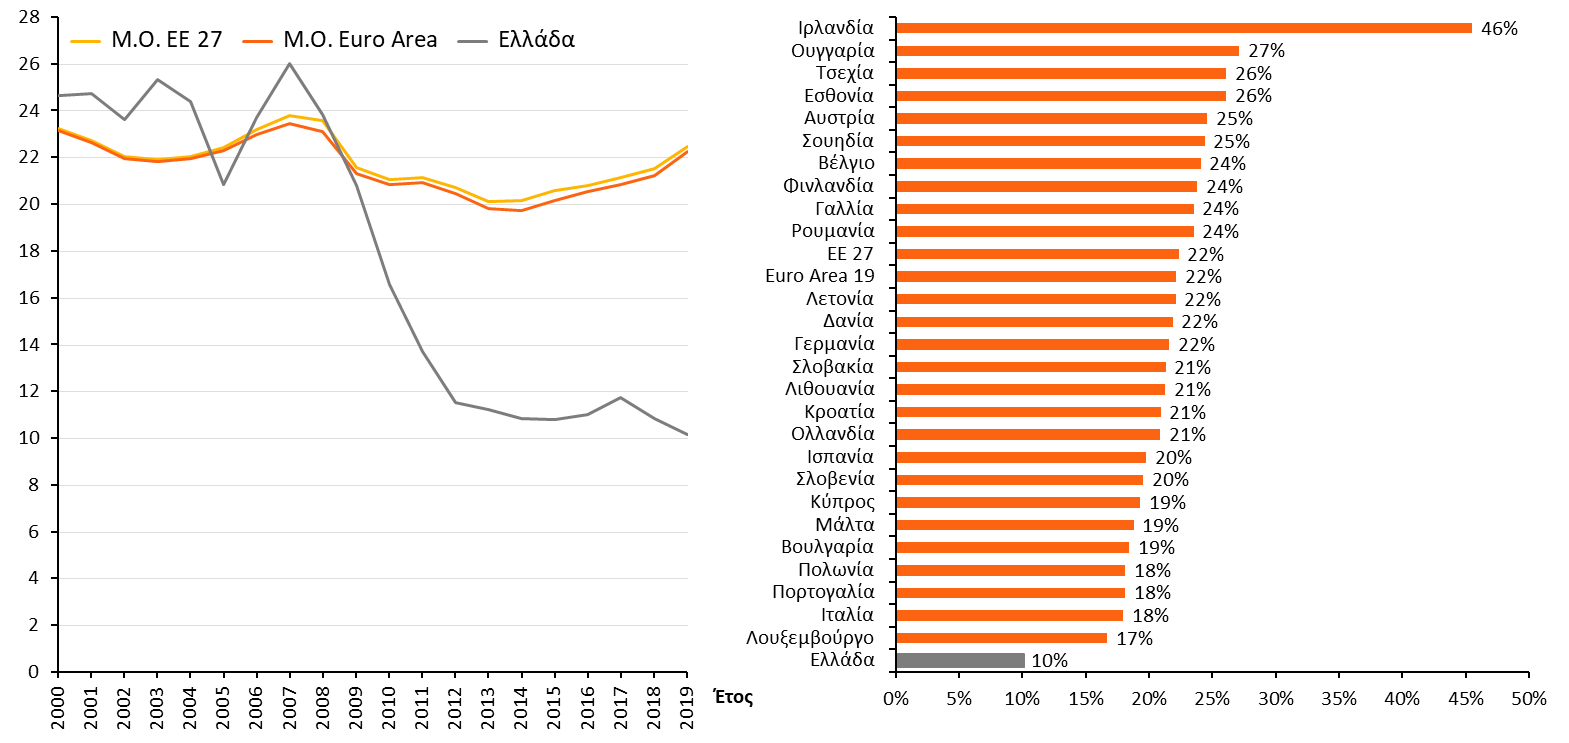 28
26
24
22
20
18
16
14
12
10
8
6
4
2
0
Μ.Ο. ΕΕ 27 Μ.Ο. Euro Area Ελλάδα
2000 2001 2002 2003 2004 2005 2006 2007 2008 2009 2010 2011 2012 2013 2014 2015 2016 2017 2018 2019
Έτος
Ιρλανδία 46%
Ουγγαρία 27%
Τσεχία 26%
Εσθονία 26%
Αυστρία 25%
Σουηδία 25%
Βέλγιο 24%
Φινλανδία 24%
Γαλλία 24%
Ρουμανία 24%
ΕΕ 27 22%
Euro Area 19 22%
Λετονία 22%
Δανία 22%
Γερμανία 22%
Σλοβακία 21%
Λιθουανία 21%
Κροατία 21%
Ολλανδία 21%
Ισπανία 20%
Σλοβενία 20%
Κύπρος 19%
Μάλτα 19%
Βουλγαρία 19%
Πολωνία 18%
Πορτογαλία 18%
Ιταλία 18%
Λουξεμβούργο 17%
Ελλάδα 10%
0% 5% 10% 15% 20% 25% 30% 35% 40% 45% 50%